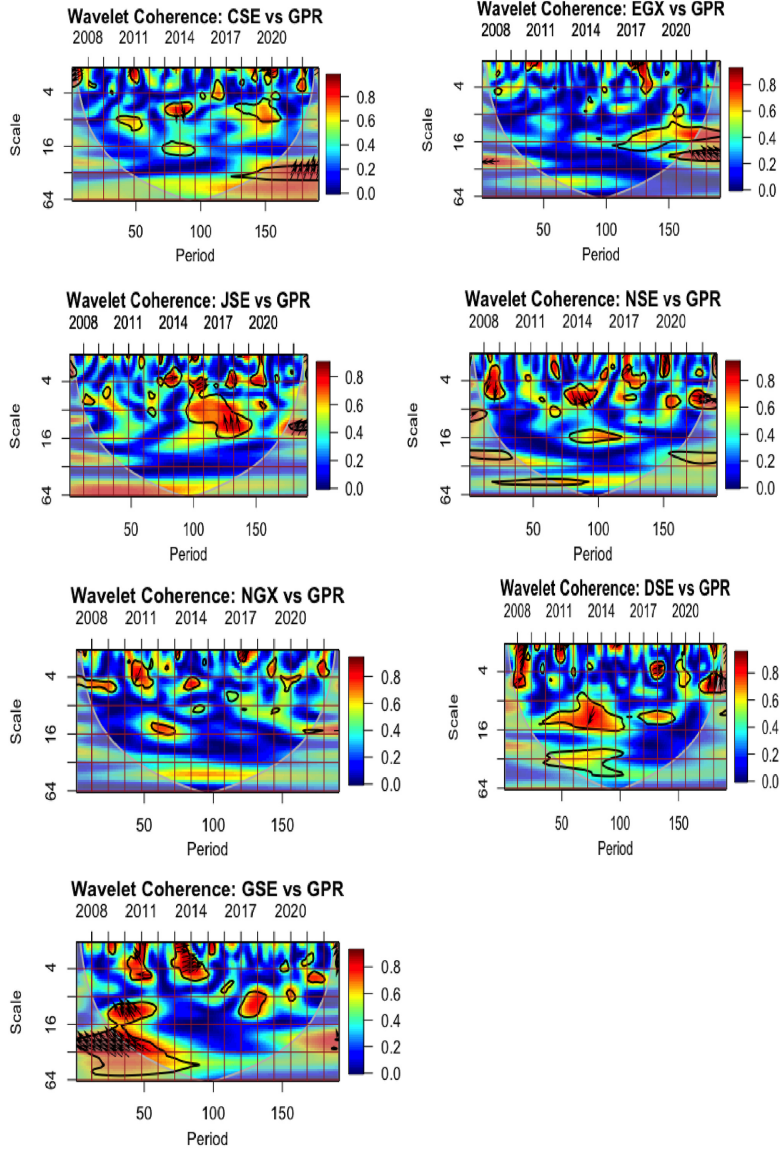 Wavelet Coherence: CSE vs GPR
2008 2011 2014 2017 2020
Scale
4
16
64
50 100 150
Period
0.8
0.6
0.4
0.2
0.0
Wavelet Coherence: EGX vs GPR
2008 2011 2014 2017 2020
Scale
4
16
64
50 100 150
Period
0.8
0.6
0.4
0.2
0.0
Wavelet Coherence: JSE vs GPR
2008 2011 2014 2017 2020
Scale
4
16
64
50 100 150
Period
0.8
0.6
0.4
0.2
0.0
Wavelet Coherence: NSE vs GPR
2008 2011 2014 2017 2020
Scale
4
16
64
50 100 150
Period
0.8
0.6
0.4
0.2
0.0
Wavelet Coherence: NGX vs GPR
2008 2011 2014 2017 2020
Scale
4
16
64
50 100 150
Period
0.8
0.6
0.4
0.2
0.0
Wavelet Coherence: DSE vs GPR
2008 2011 2014 2017 2020
Scale
4
16
64
50 100 150
Period
0.8
0.6
0.4
0.2
0.0
Wavelet Coherence: GSE vs GPR
2008 2011 2014 2017 2020
Scale
4
16
64
50 100 150
Period
0.8
0.6
0.4
0.2
0.0